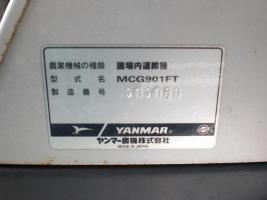 農業機械の種類 圃場内運搬機
型式名 MCG901FT
製造番号
YANMAR
ヤンマー農機株式会社
MADE IN JAPAN